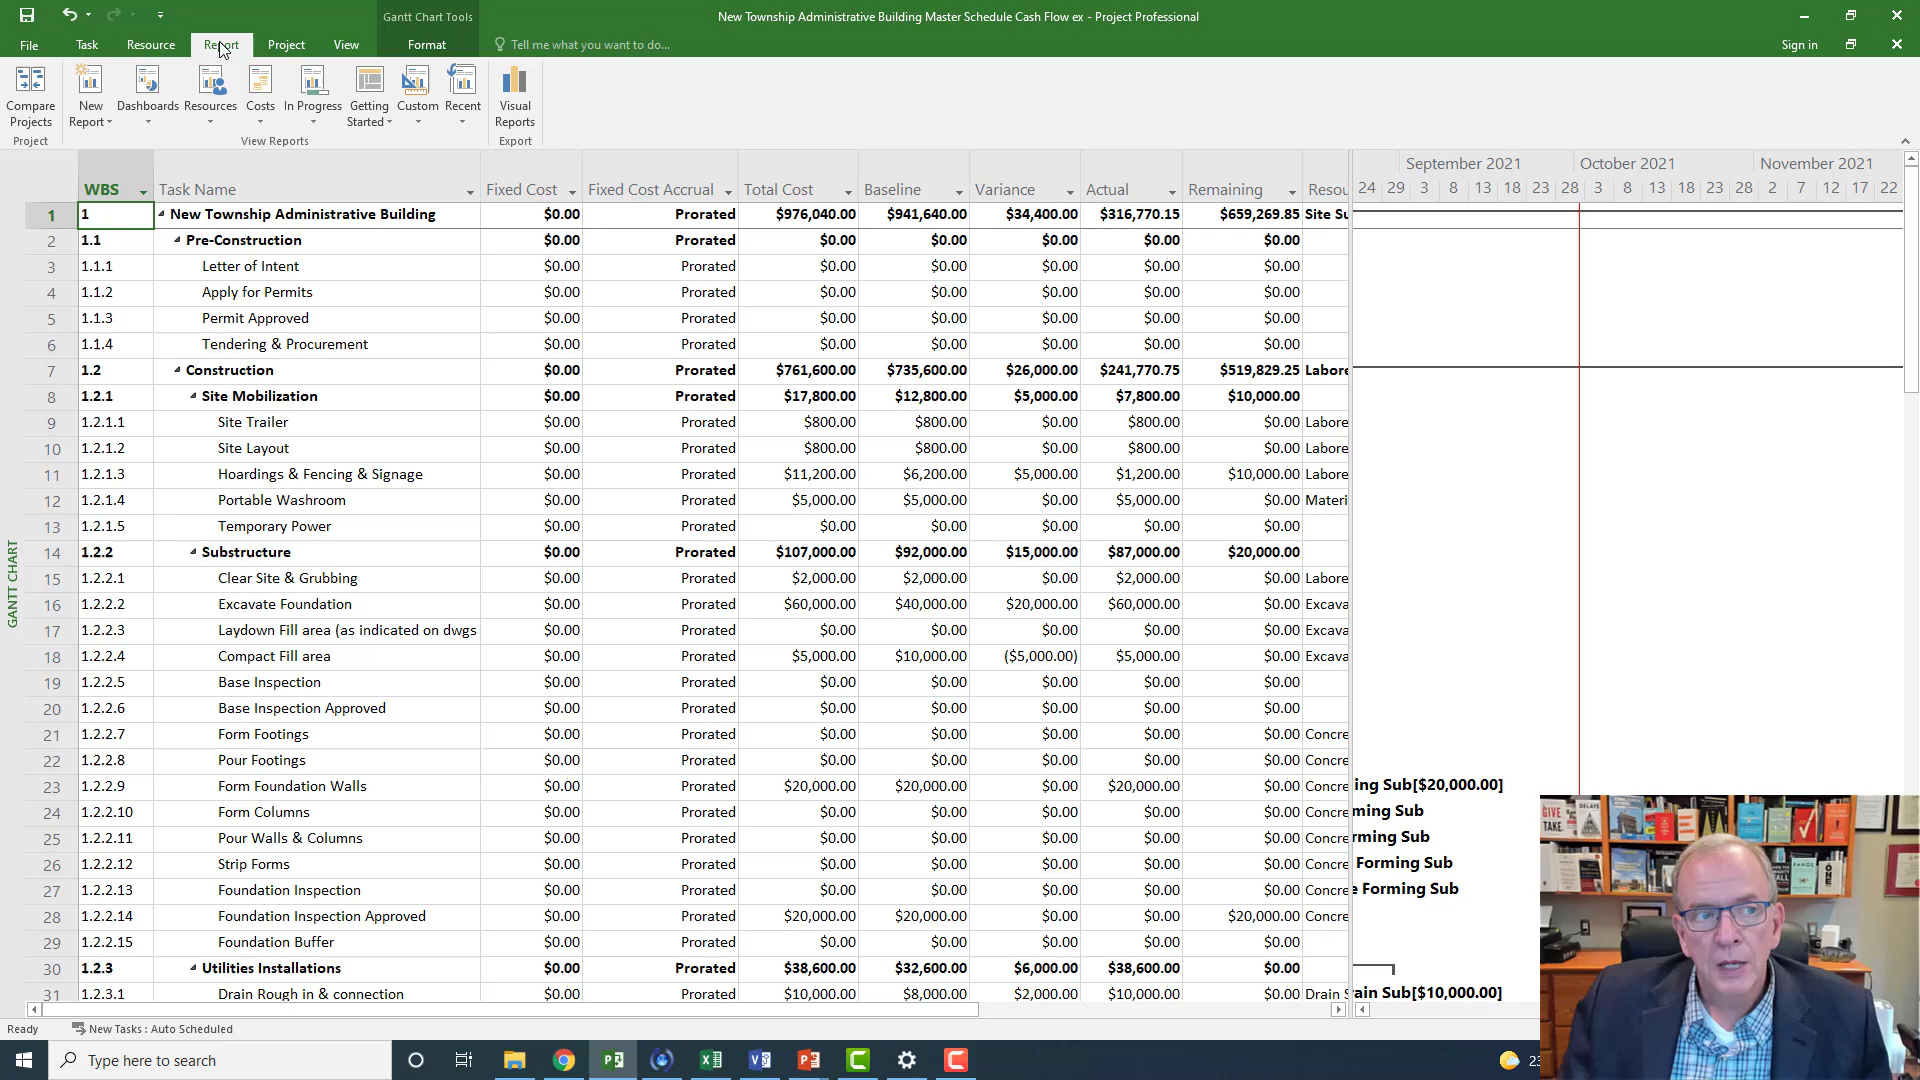 Gantt Chart Tools
New Township Administrative Building Master Schedule Cash Flow ex - Project Professional
File Task Resource Report Project View Format Tell me what you want to do... Sign in
Compare Projects New Report Dashboards Resources Costs In Progress Getting Started Custom Recent Visual Reports
Project View Reports Export
September 2021 October 2021 November 2021
WBS Task Name Fixed Cost Fixed Cost Accrual Total Cost Baseline Variance Actual Remaining Resou 24 29 3 8 13 18 23 28 3 8 13 18 23 28 2 7 12 17 22
1 1 New Township Administrative Building $0.00 Prorated $976,040.00 $941,640.00 $34,400.00 $316,770.15 $659,269.85 Site Su
2 1.1 Pre-Construction $0.00 Prorated $0.00 $0.00 $0.00 $0.00 $0.00
3 1.1.1 Letter of Intent $0.00 Prorated $0.00 $0.00 $0.00 $0.00 $0.00
4 1.1.2 Apply for Permits $0.00 Prorated $0.00 $0.00 $0.00 $0.00 $0.00
5 1.1.3 Permit Approved $0.00 Prorated $0.00 $0.00 $0.00 $0.00 $0.00
6 1.1.4 Tendering & Procurement $0.00 Prorated $0.00 $0.00 $0.00 $0.00 $0.00
7 1.2 Construction $0.00 Prorated $761,600.00 $735,600.00 $26,000.00 $241,770.75 $519,829.25 Labore
8 1.2.1 Site Mobilization $0.00 Prorated $17,800.00 $12,800.00 $5,000.00 $7,800.00 $10,000.00
9 1.2.1.1 Site Trailer $0.00 Prorated $800.00 $800.00 $0.00 $800.00 $0.00 Labore
10 1.2.1.2 Site Layout $0.00 Prorated $800.00 $800.00 $0.00 $800.00 $0.00 Labore
11 1.2.1.3 Hoardings & Fencing & Signage $0.00 Prorated $11,200.00 $6,200.00 $5,000.00 $1,200.00 $10,000.00 Labore
12 1.2.1.4 Portable Washroom $0.00 Prorated $5,000.00 $5,000.00 $0.00 $5,000.00 $0.00 Materi
13 1.2.1.5 Temporary Power $0.00 Prorated $0.00 $0.00 $0.00 $0.00 $0.00
14 1.2.2 Substructure $0.00 Prorated $107,000.00 $92,000.00 $15,000.00 $87,000.00 $20,000.00
15 1.2.2.1 Clear Site & Grubbing $0.00 Prorated $2,000.00 $2,000.00 $0.00 $2,000.00 $0.00 Labore
16 1.2.2.2 Excavate Foundation $0.00 Prorated $60,000.00 $40,000.00 $20,000.00 $60,000.00 $0.00 Excava
17 1.2.2.3 Laydown Fill area (as indicated on dwgs $0.00 Prorated $0.00 $0.00 $0.00 $0.00 $0.00 Excava
18 1.2.2.4 Compact Fill area $0.00 Prorated $5,000.00 $10,000.00 ($5,000.00) $5,000.00 $0.00 Excava
19 1.2.2.5 Base Inspection $0.00 Prorated $0.00 $0.00 $0.00 $0.00 $0.00
20 1.2.2.6 Base Inspection Approved $0.00 Prorated $0.00 $0.00 $0.00 $0.00 $0.00
21 1.2.2.7 Form Footings $0.00 Prorated $0.00 $0.00 $0.00 $0.00 $0.00 Concre
22 1.2.2.8 Pour Footings $0.00 Prorated $0.00 $0.00 $0.00 $0.00 $0.00 Concre
23 1.2.2.9 Form Foundation Walls $0.00 Prorated $20,000.00 $20,000.00 $0.00 $20,000.00 $0.00 Concre ing Sub[$20,000.00]
24 1.2.2.10 Form Columns $0.00 Prorated $0.00 $0.00 $0.00 $0.00 $0.00 Concre ming Sub
25 1.2.2.11 Pour Walls & Columns $0.00 Prorated $0.00 $0.00 $0.00 $0.00 $0.00 Concre rming Sub
26 1.2.2.12 Strip Forms $0.00 Prorated $0.00 $0.00 $0.00 $0.00 $0.00 Concre Forming Sub
27 1.2.2.13 Foundation Inspection $0.00 Prorated $0.00 $0.00 $0.00 $0.00 $0.00 Concre e Forming Sub
28 1.2.2.14 Foundation Inspection Approved $0.00 Prorated $20,000.00 $20,000.00 $0.00 $0.00 $20,000.00 Concre
29 1.2.2.15 Foundation Buffer $0.00 Prorated $0.00 $0.00 $0.00 $0.00 $0.00
30 1.2.3 Utilities Installations $0.00 Prorated $38,600.00 $32,600.00 $6,000.00 $38,600.00 $0.00
31 1.2.3.1 Drain Rough in & connection $0.00 Prorated $10,000.00 $8,000.00 $2,000.00 $10,000.00 $0.00 Drain S rain Sub[$10,000.00]
GANTT CHART
GIVE TAKE DELAYS RANGE ONE
Ready New Tasks : Auto Scheduled
Type here to search